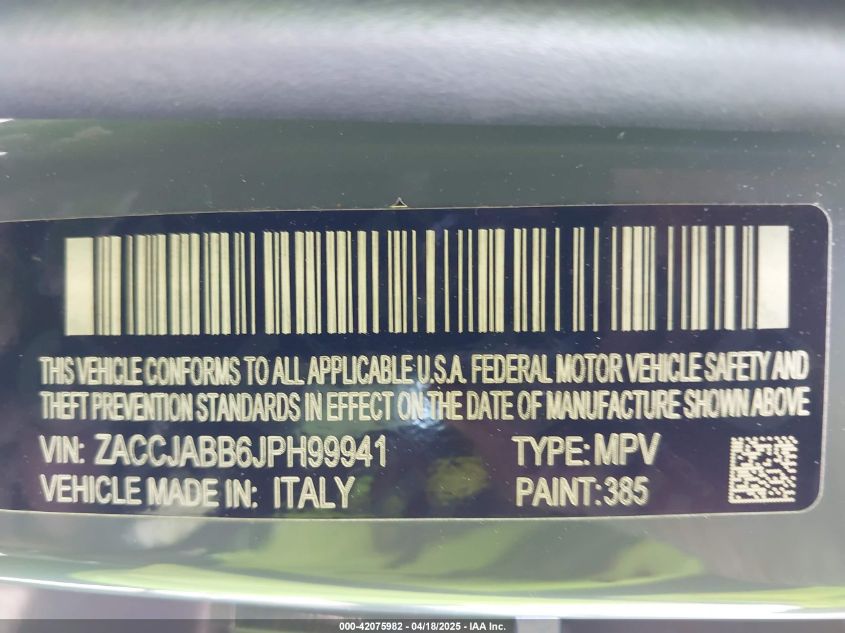 THIS VEHICLE CONFORMS TO ALL APPLICABLE U.S.A. FEDERAL MOTOR VEHICLE SAFETY AND
THEFT PREVENTION STANDARDS IN EFFECT ON THE DATE OF MANUFACTURE SHOWN ABOVE
VIN: ZACCJABB6JPH99941 TYPE: MPV
VEHICLE MADE IN: ITALY PAINT: 385
000-42075982 - 04/18/2025 - IAA Inc.